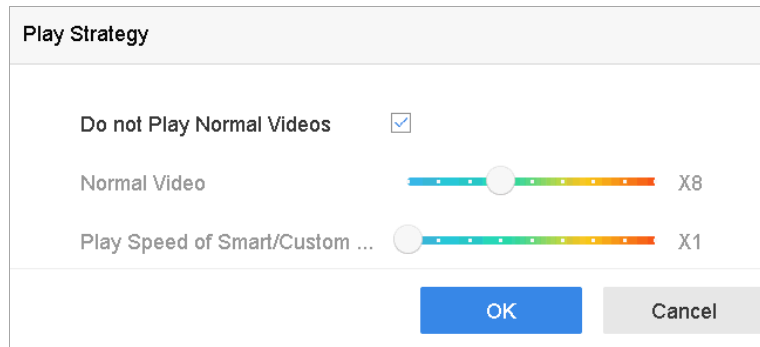 Play Strategy
Do not Play Normal Videos
Normal Video X8
Play Speed of Smart/Custom ... X1
OK Cancel